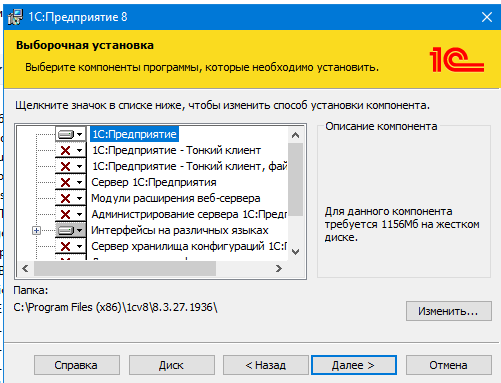 1С:Предприятие 8
Выборочная установка
Выберите компоненты программы, которые необходимо установить.
1С
Щелкните значок в списке ниже, чтобы изменить способ установки компонента.
1С:Предприятие
1С:Предприятие - Тонкий клиент
1С:Предприятие - Тонкий клиент, фай
Сервер 1С:Предприятия
Модули расширения веб-сервера
Администрирование сервера 1С:Предп
Интерфейсы на различных языках
Сервер хранилища конфигураций 1С:П
Описание компонента
Для данного компонента
требуется 1156Мб на жестком
диске.
Папка:
C:\Program Files (x86)\1cv8\8.3.27.1936\
Изменить...
Справка
Диск
< Назад
Далее >
Отмена